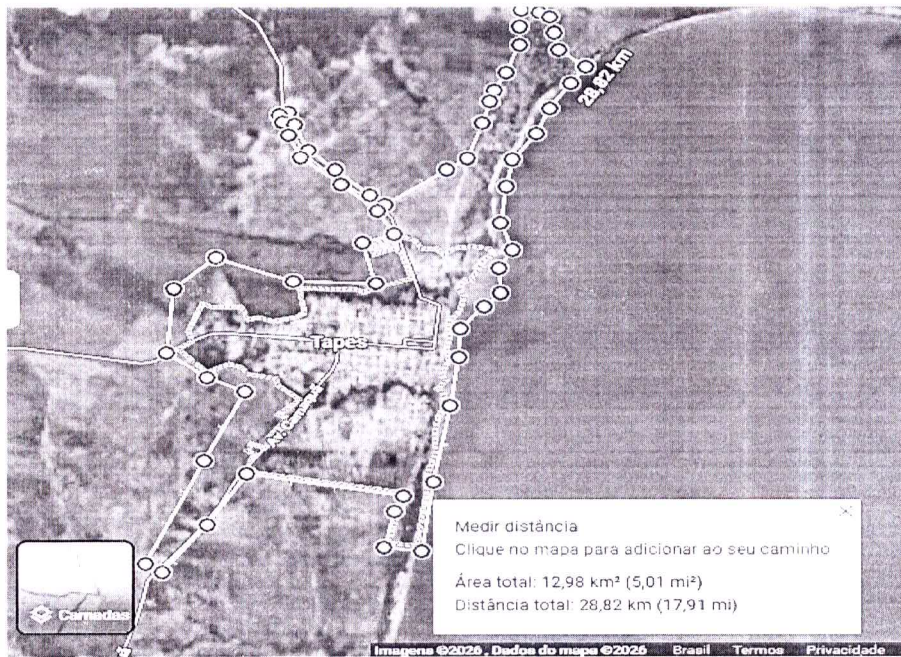 28,82 km
Tapes
Medir distância
Clique no mapa para adicionar ao seu caminho
Área total: 12,98 km² (5,01 mi²)
Distância total: 28,82 km (17,91 mi)
Camadas
Imagens ©2026 , Dados do mapa ©2026 Brasil Termos Privacidade